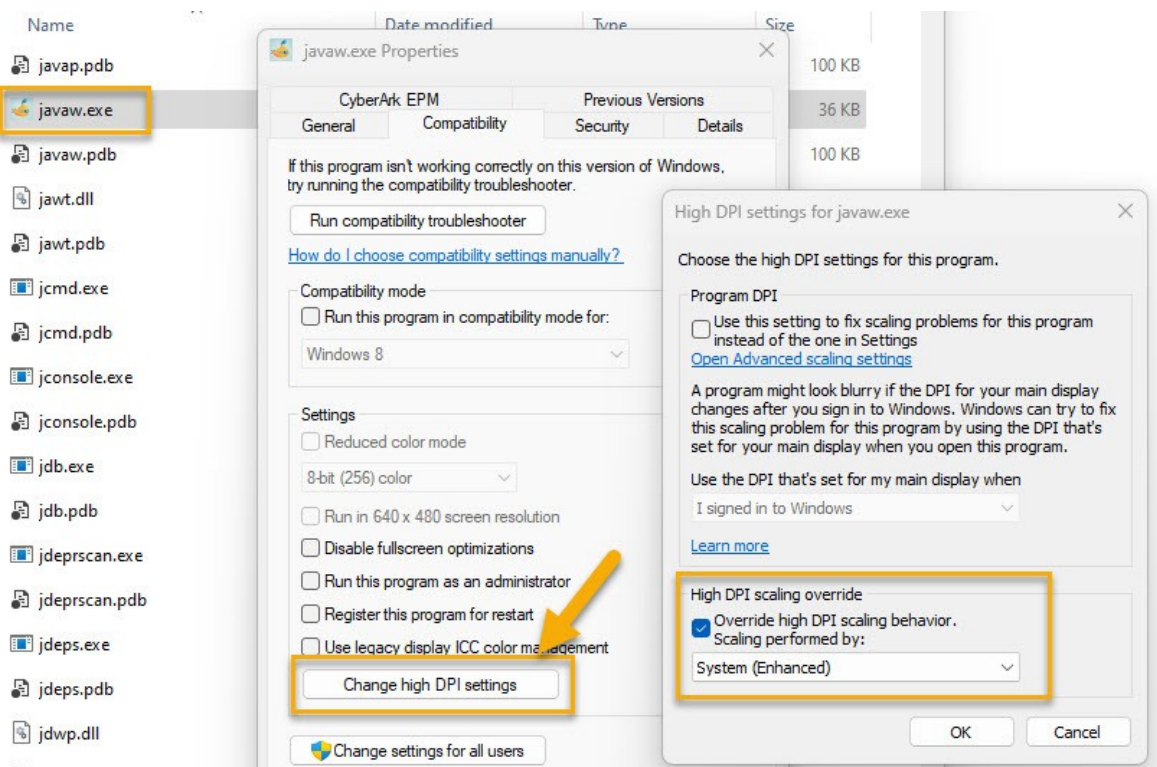 Name
Date modified
Type
Size
javap.pdb
100 KB
javaw.exe
36 KB
javaw.pdb
100 KB
jawt.dll
jawt.pdb
jcmd.exe
jcmd.pdb
jconsole.exe
jconsole.pdb
jdb.exe
jdb.pdb
jdeprscan.exe
jdeprscan.pdb
jdeps.exe
jdeps.pdb
jdwp.dll
javaw.exe Properties
CyberArk EPM
Previous Versions
General
Compatibility
Security
Details
If this program isn't working correctly on this version of Windows,
try running the compatibility troubleshooter.
Run compatibility troubleshooter
How do I choose compatibility settings manually?
Compatibility mode
Run this program in compatibility mode for:
Windows 8
Settings
Reduced color mode
8-bit (256) color
Run in 640 x 480 screen resolution
Disable fullscreen optimizations
Run this program as an administrator
Register this program for restart
Use legacy display ICC color management
Change high DPI settings
Change settings for all users
High DPI settings for javaw.exe
Choose the high DPI settings for this program.
Program DPI
Use this setting to fix scaling problems for this program
instead of the one in Settings
Open Advanced scaling settings
A program might look blurry if the DPI for your main display
changes after you sign in to Windows. Windows can try to fix
this scaling problem for this program by using the DPI that's
set for your main display when you open this program.
Use the DPI that's set for my main display when
I signed in to Windows
Learn more
High DPI scaling override
Override high DPI scaling behavior.
Scaling performed by:
System (Enhanced)
OK
Cancel